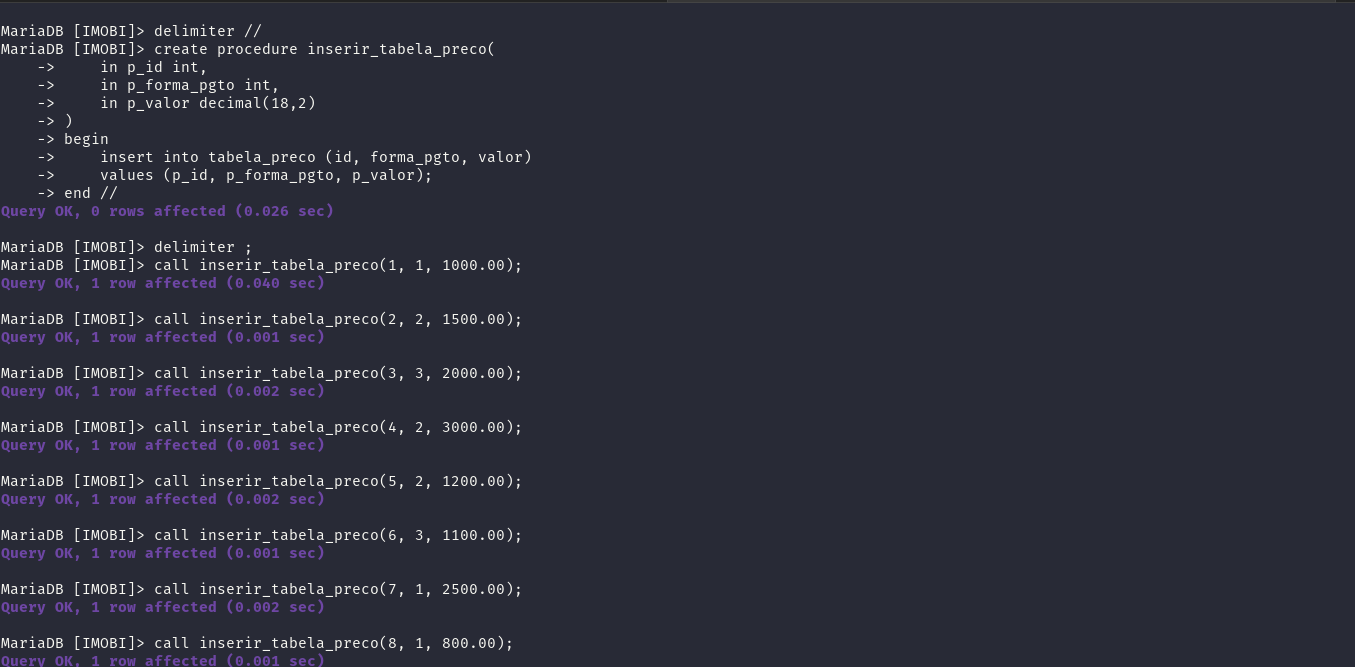 MariaDB [IMOBI]> delimiter //
MariaDB [IMOBI]> create procedure inserir_tabela_preco(
    ->     in p_id int,
    ->     in p_forma_pgto int,
    ->     in p_valor decimal(18,2)
    -> )
    -> begin
    ->     insert into tabela_preco (id, forma_pgto, valor)
    ->     values (p_id, p_forma_pgto, p_valor);
    -> end //
Query OK, 0 rows affected (0.026 sec)
MariaDB [IMOBI]> delimiter ;
MariaDB [IMOBI]> call inserir_tabela_preco(1, 1, 1000.00);
Query OK, 1 row affected (0.040 sec)
MariaDB [IMOBI]> call inserir_tabela_preco(2, 2, 1500.00);
Query OK, 1 row affected (0.001 sec)
MariaDB [IMOBI]> call inserir_tabela_preco(3, 3, 2000.00);
Query OK, 1 row affected (0.002 sec)
MariaDB [IMOBI]> call inserir_tabela_preco(4, 2, 3000.00);
Query OK, 1 row affected (0.001 sec)
MariaDB [IMOBI]> call inserir_tabela_preco(5, 2, 1200.00);
Query OK, 1 row affected (0.002 sec)
MariaDB [IMOBI]> call inserir_tabela_preco(6, 3, 1100.00);
Query OK, 1 row affected (0.001 sec)
MariaDB [IMOBI]> call inserir_tabela_preco(7, 1, 2500.00);
Query OK, 1 row affected (0.002 sec)
MariaDB [IMOBI]> call inserir_tabela_preco(8, 1, 800.00);
Query OK, 1 row affected (0.001 sec)